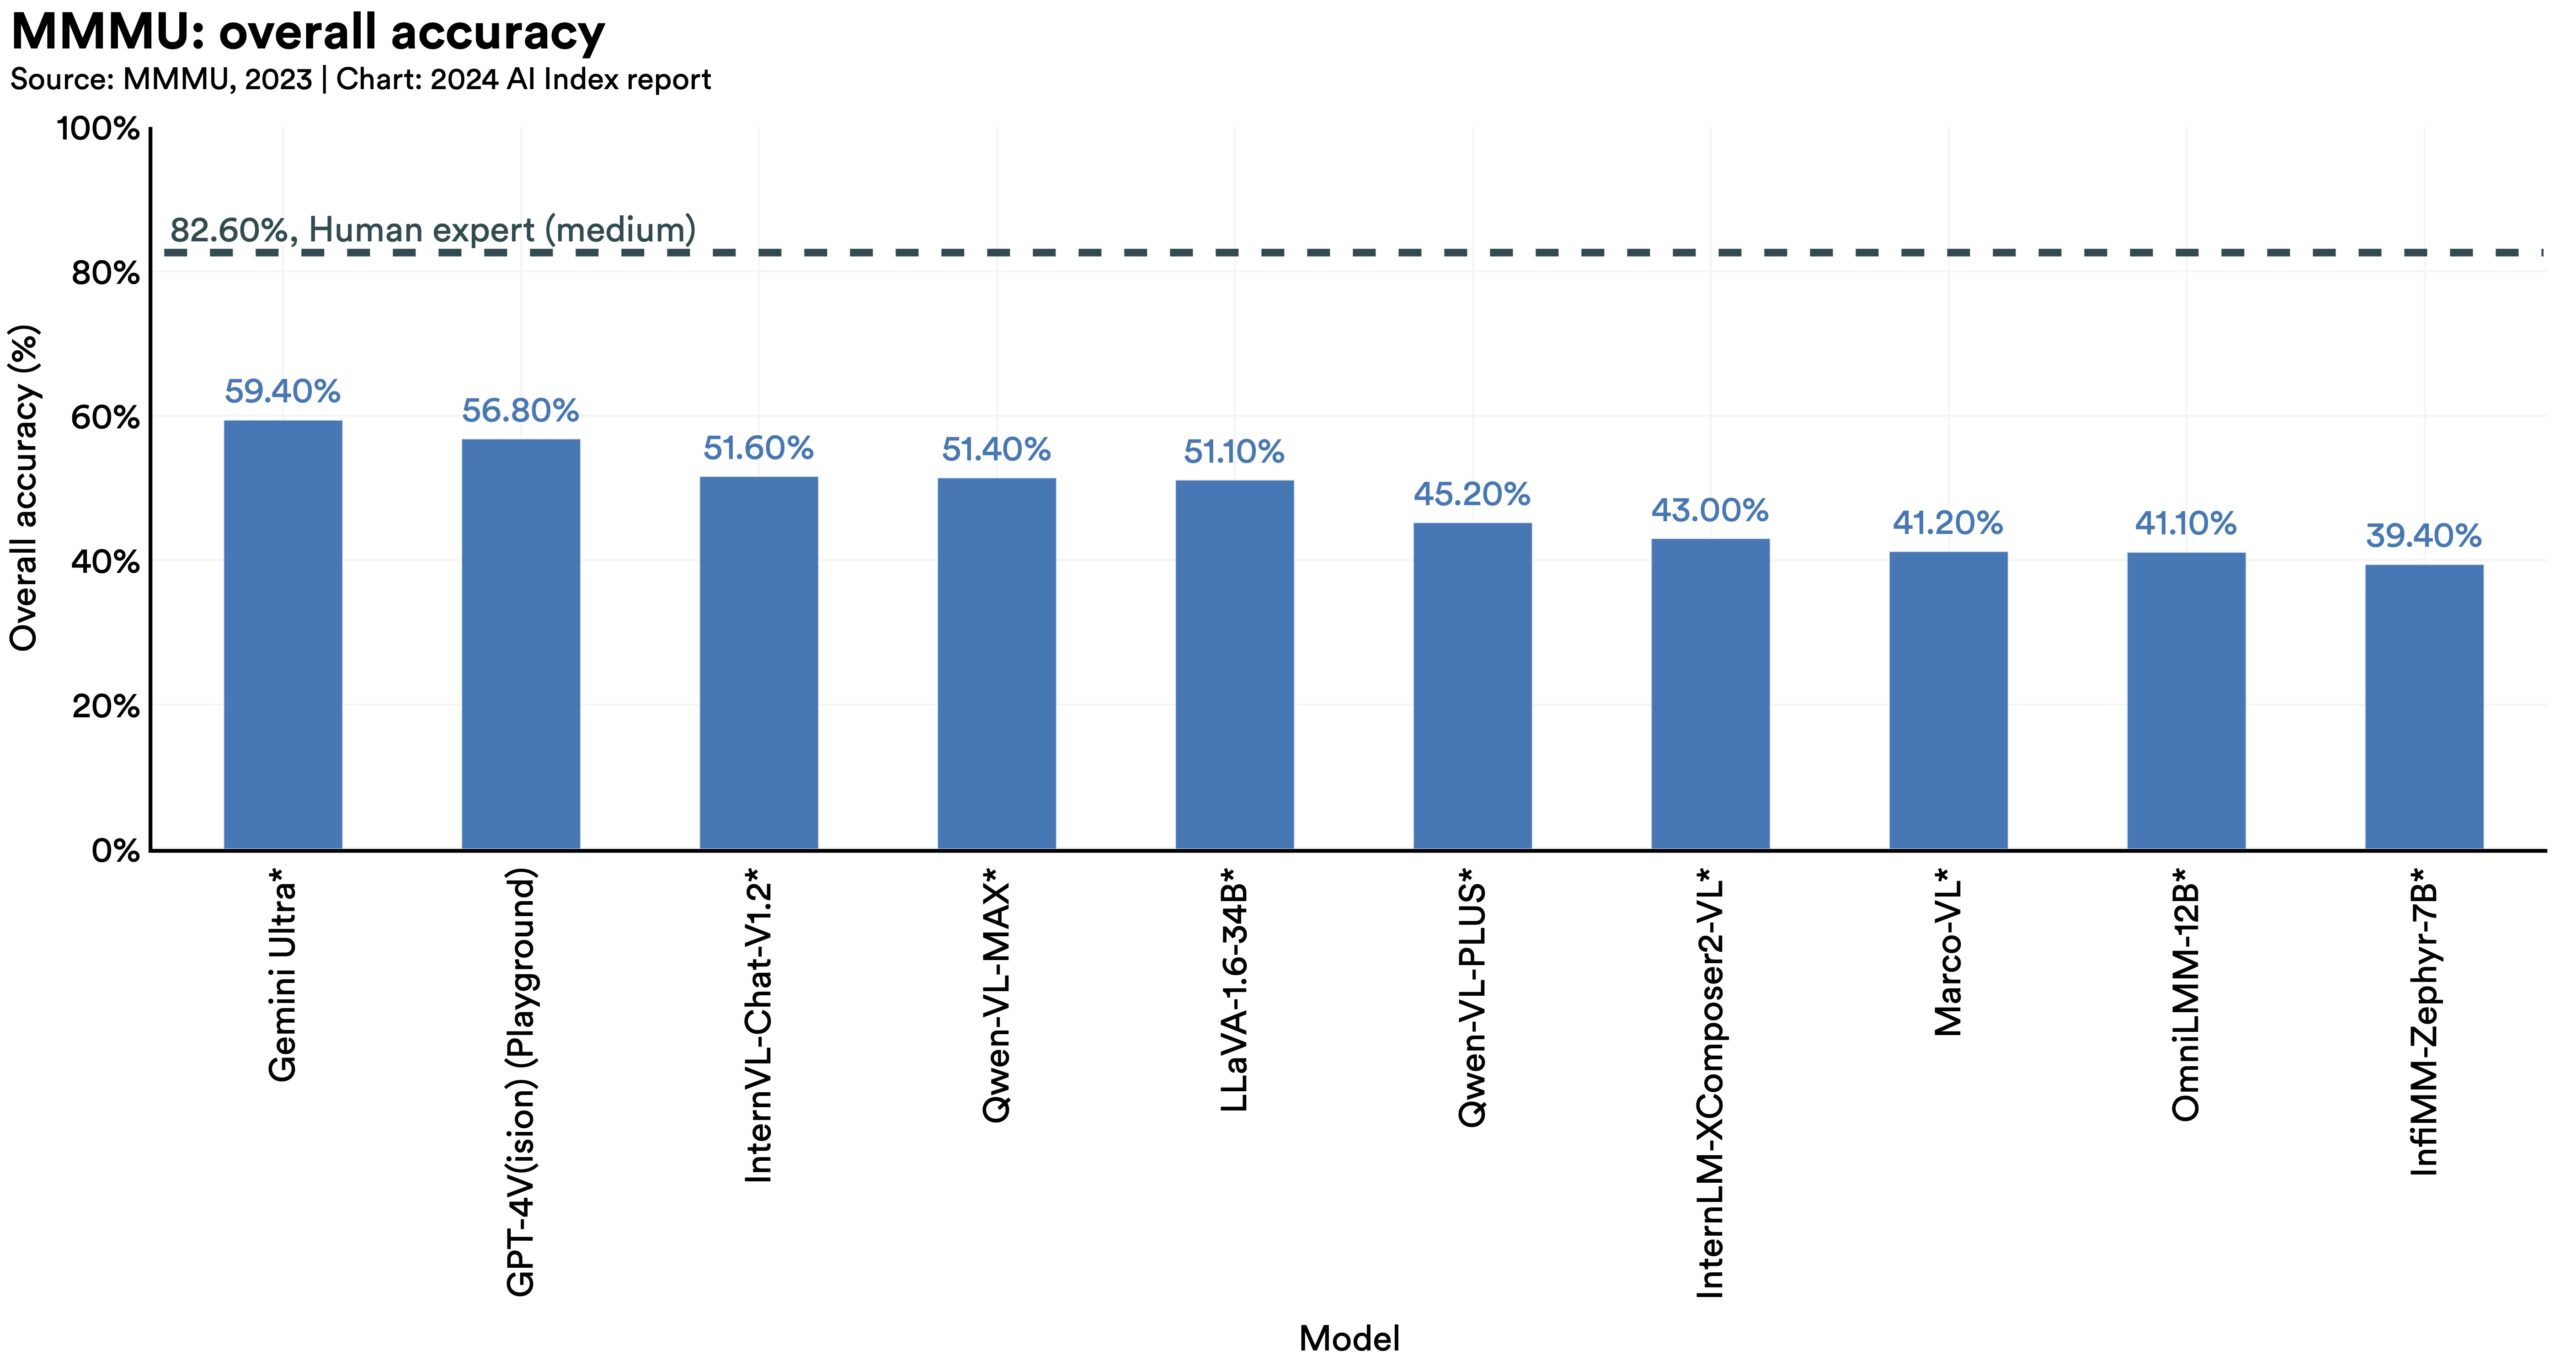 MMMU: overall accuracy
Source: MMMU, 2023 | Chart: 2024 AI Index report
100%
82.60%, Human expert (medium)
80%
60%
40%
20%
0%
Overall accuracy (%)
59.40%
56.80%
51.60%
51.40%
51.10%
45.20%
43.00%
41.20%
41.10%
39.40%
Gemini Ultra*
GPT-4V(ision) (Playground)
InternVL-Chat-V1.2*
Qwen-VL-MAX*
LLaVA-1.6-34B*
Qwen-VL-PLUS*
InternLM-XComposer2-VL*
Marco-VL*
OmniLMM-12B*
InfiMM-Zephyr-7B*
Model